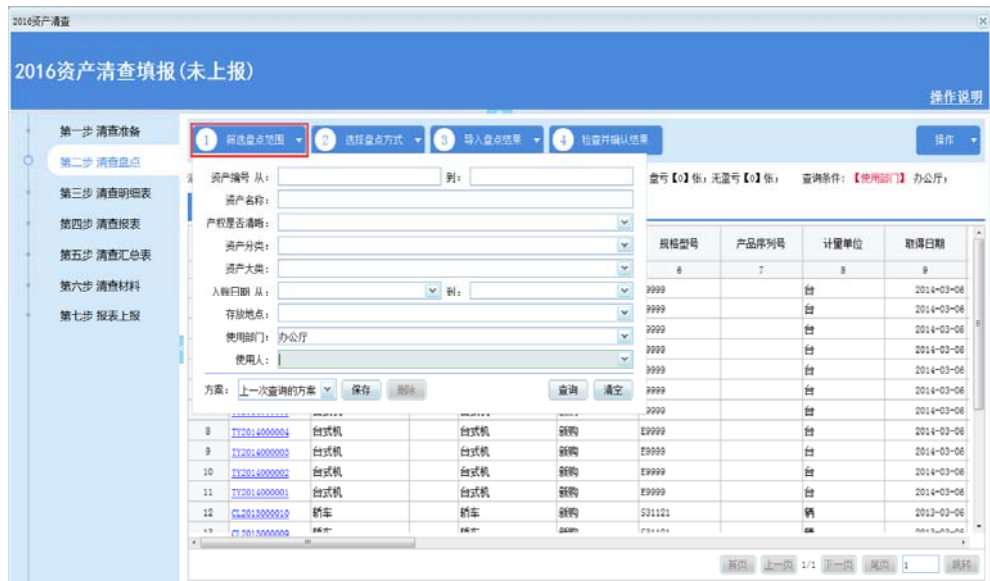 2016资产清查
2016资产清查填报(未上报)
操作说明
第一步 清查准备
第二步 清查盘点
第三步 清查明细表
第四步 清查报表
第五步 清查汇总表
第六步 清查材料
第七步 报表上报
1 筛选盘点范围
2 选择盘点方式
3 导入盘点结果
4 检查并确认结果
操作
资产编号 从:
到:
资产名称:
产权是否清晰:
资产分类:
资产大类:
入账日期 从:
到:
存放地点:
使用部门: 办公厅
使用人:
方案: 上一次查询的方案 保存 删除 查询 清空
盘亏【0】张, 无盈亏【0】张, 查询条件: 【使用部门】 办公厅,
规格型号 产品序列号 计量单位 取得日期
6 7 8 9
9999 台 2014-03-06
9999 台 2014-03-06
9999 台 2014-03-06
9999 台 2014-03-06
9999 台 2014-03-06
9999 台 2014-03-06
9999 台 2014-03-06
8 TY2014000004 台式机 台式机 新购 E9999 台 2014-03-06
9 TY2014000003 台式机 台式机 新购 E9999 台 2014-03-06
10 TY2014000002 台式机 台式机 新购 E9999 台 2014-03-06
11 TY2014000001 台式机 台式机 新购 E9999 台 2014-03-06
12 CL2013000010 轿车 轿车 新购 S31121 辆 2013-03-06
CL2013000009
首页 上一页 1/1 下一页 尾页 1 跳转